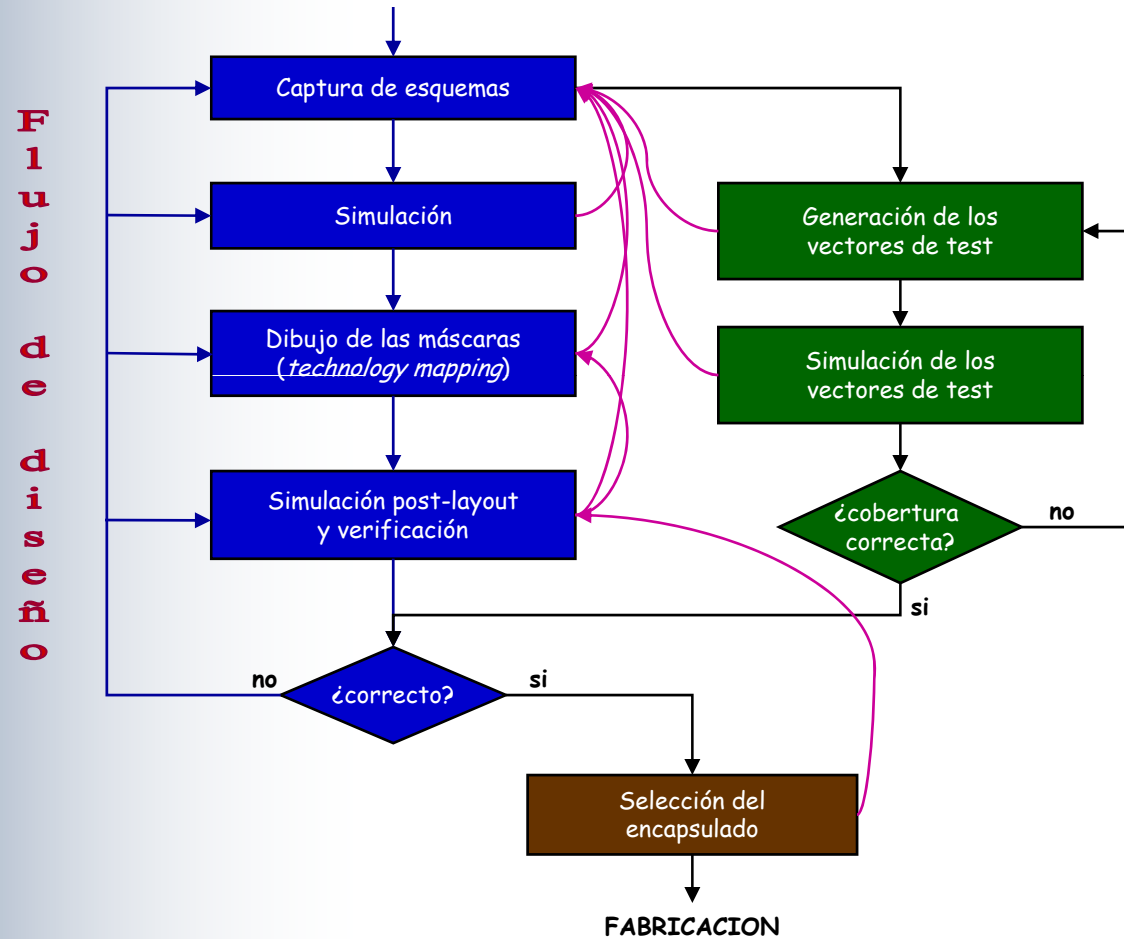 Flujo de diseño
Captura de esquemas
Simulación
Generación de los
vectores de test
Dibujo de las máscaras
(technology mapping)
Simulación de los
vectores de test
Simulación post-layout
y verificación
¿cobertura
correcta?
no
si
no
¿correcto?
si
Selección del
encapsulado
FABRICACION